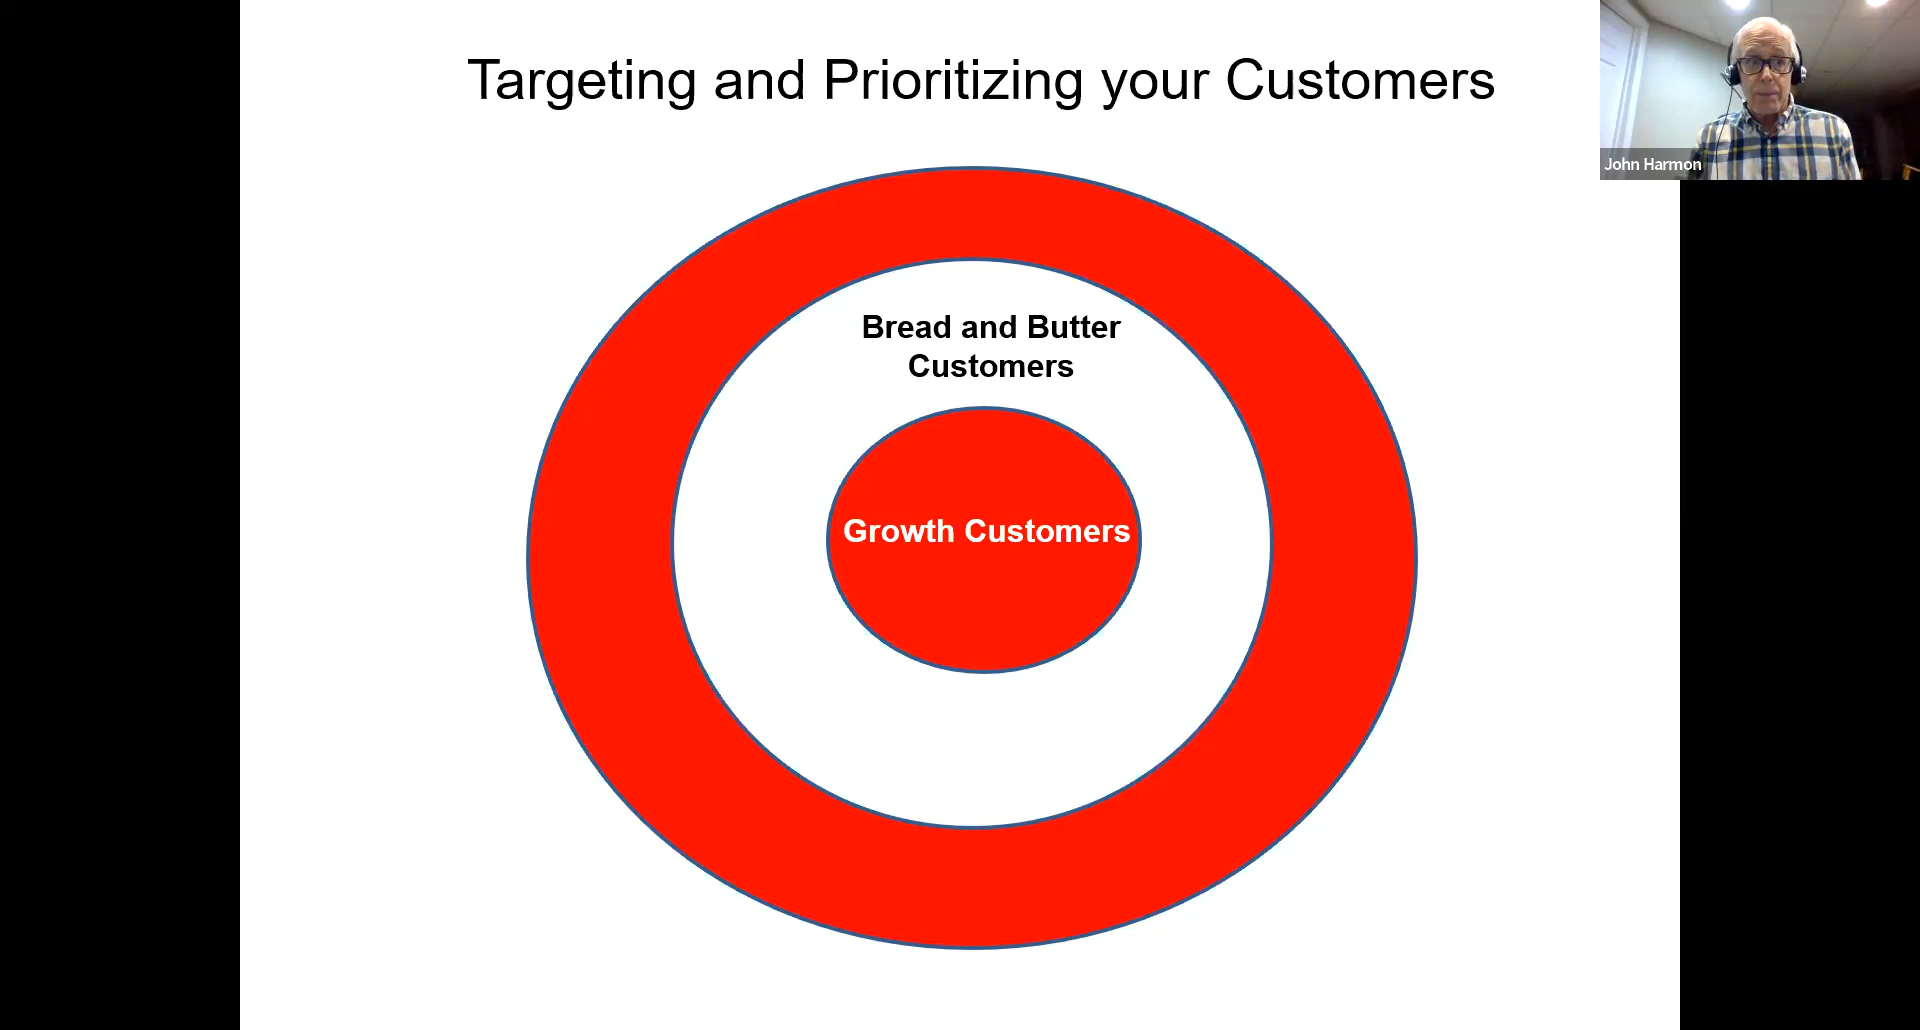 Targeting and Prioritizing your Customers
John Harmon
Bread and Butter
Customers
Growth Customers